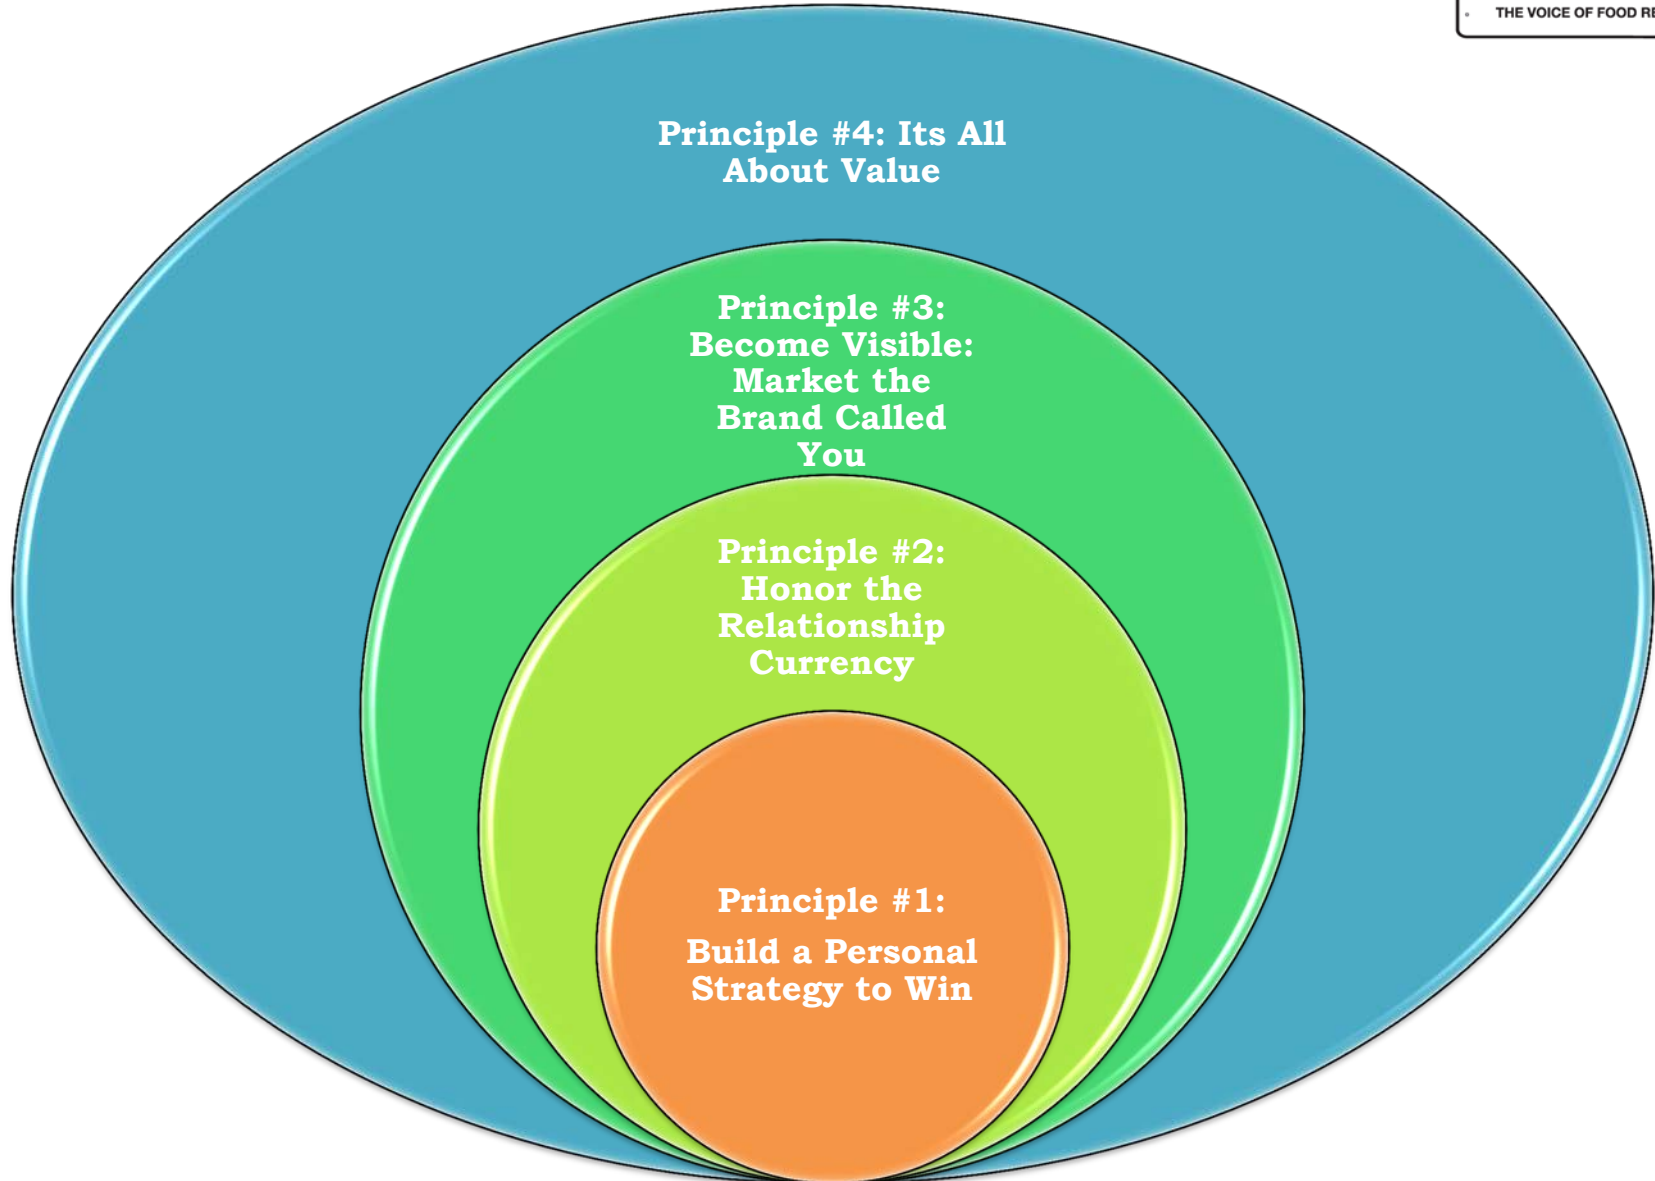 THE VOICE OF FOOD
Principle #4: Its All
About Value
Principle #3:
Become Visible:
Market the
Brand Called
You
Principle #2:
Honor the
Relationship
Currency
Principle #1:
Build a Personal
Strategy to Win